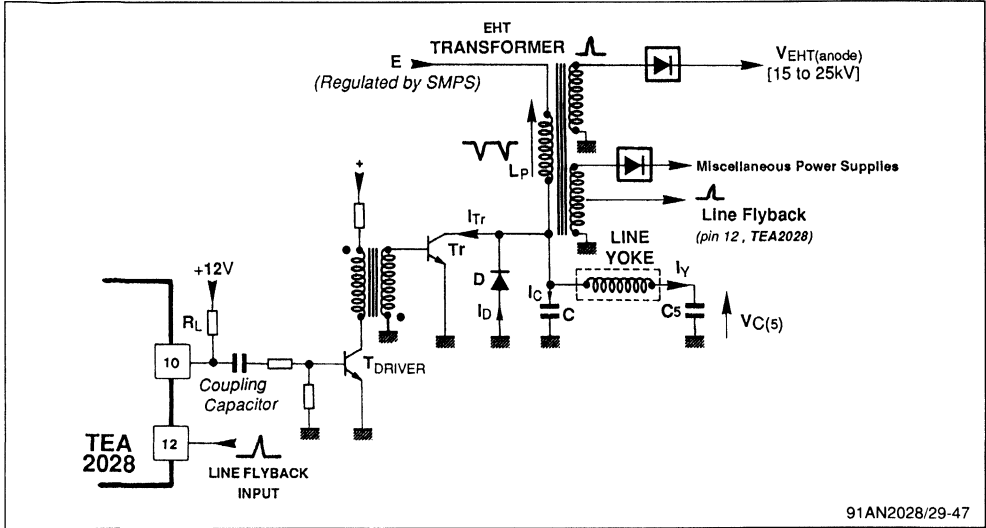 EHT
TRANSFORMER
E
(Regulated by SMPS)
VEHT(anode)
[15 to 25kV]
LP
Miscellaneous Power Supplies
Line Flyback
(pin 12 , TEA2028)
+
ITr
Tr
LINE
YOKE
IY
D
IC
ID
C
C5
VC(5)
+12V
RL
10
Coupling
Capacitor
TDRIVER
12
TEA
2028
LINE FLYBACK
INPUT
91AN2028/29-47